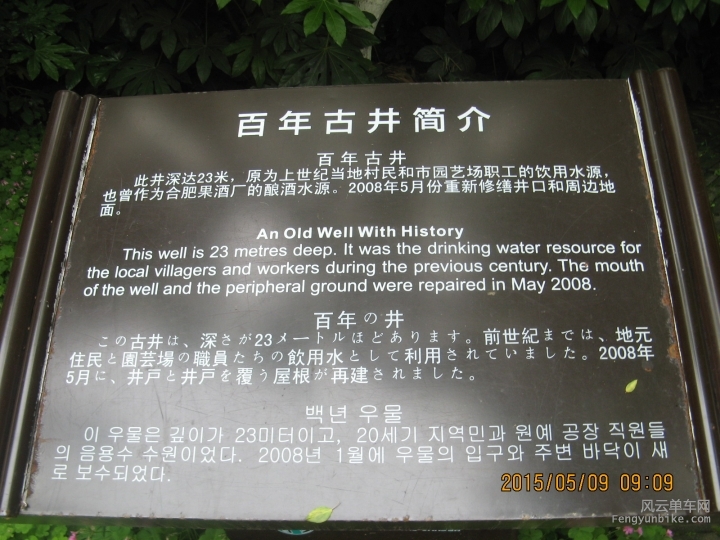 百年古井简介
百年古井
此井深达23米，原为上世纪当地村民和市园艺场职工的饮用水源，
也曾作为合肥果酒厂的酿酒水源。2008年5月份重新修缮井口和周边地
面。
An Old Well With History
This well is 23 metres deep. It was the drinking water resource for
the local villagers and workers during the previous century. The mouth
of the well and the peripheral ground were repaired in May 2008.
百年の井
この古井は、深さが23メートルほどあります。前世紀までは、地元
住民と園芸場の職員たちの飲用水として利用されていました。2008年
5月に、井戸と井戸を覆う屋根が再建されました。
백년 우물
이 우물은 깊이가 23미터이고, 20세기 지역민과 원예 공장 직원들
의 음용수 수원이었다. 2008년 1월에 우물의 입구와 주변 바닥이 새
로 보수되었다.
2015/05/09 09:09
风云单车网
Fengyunbike.com